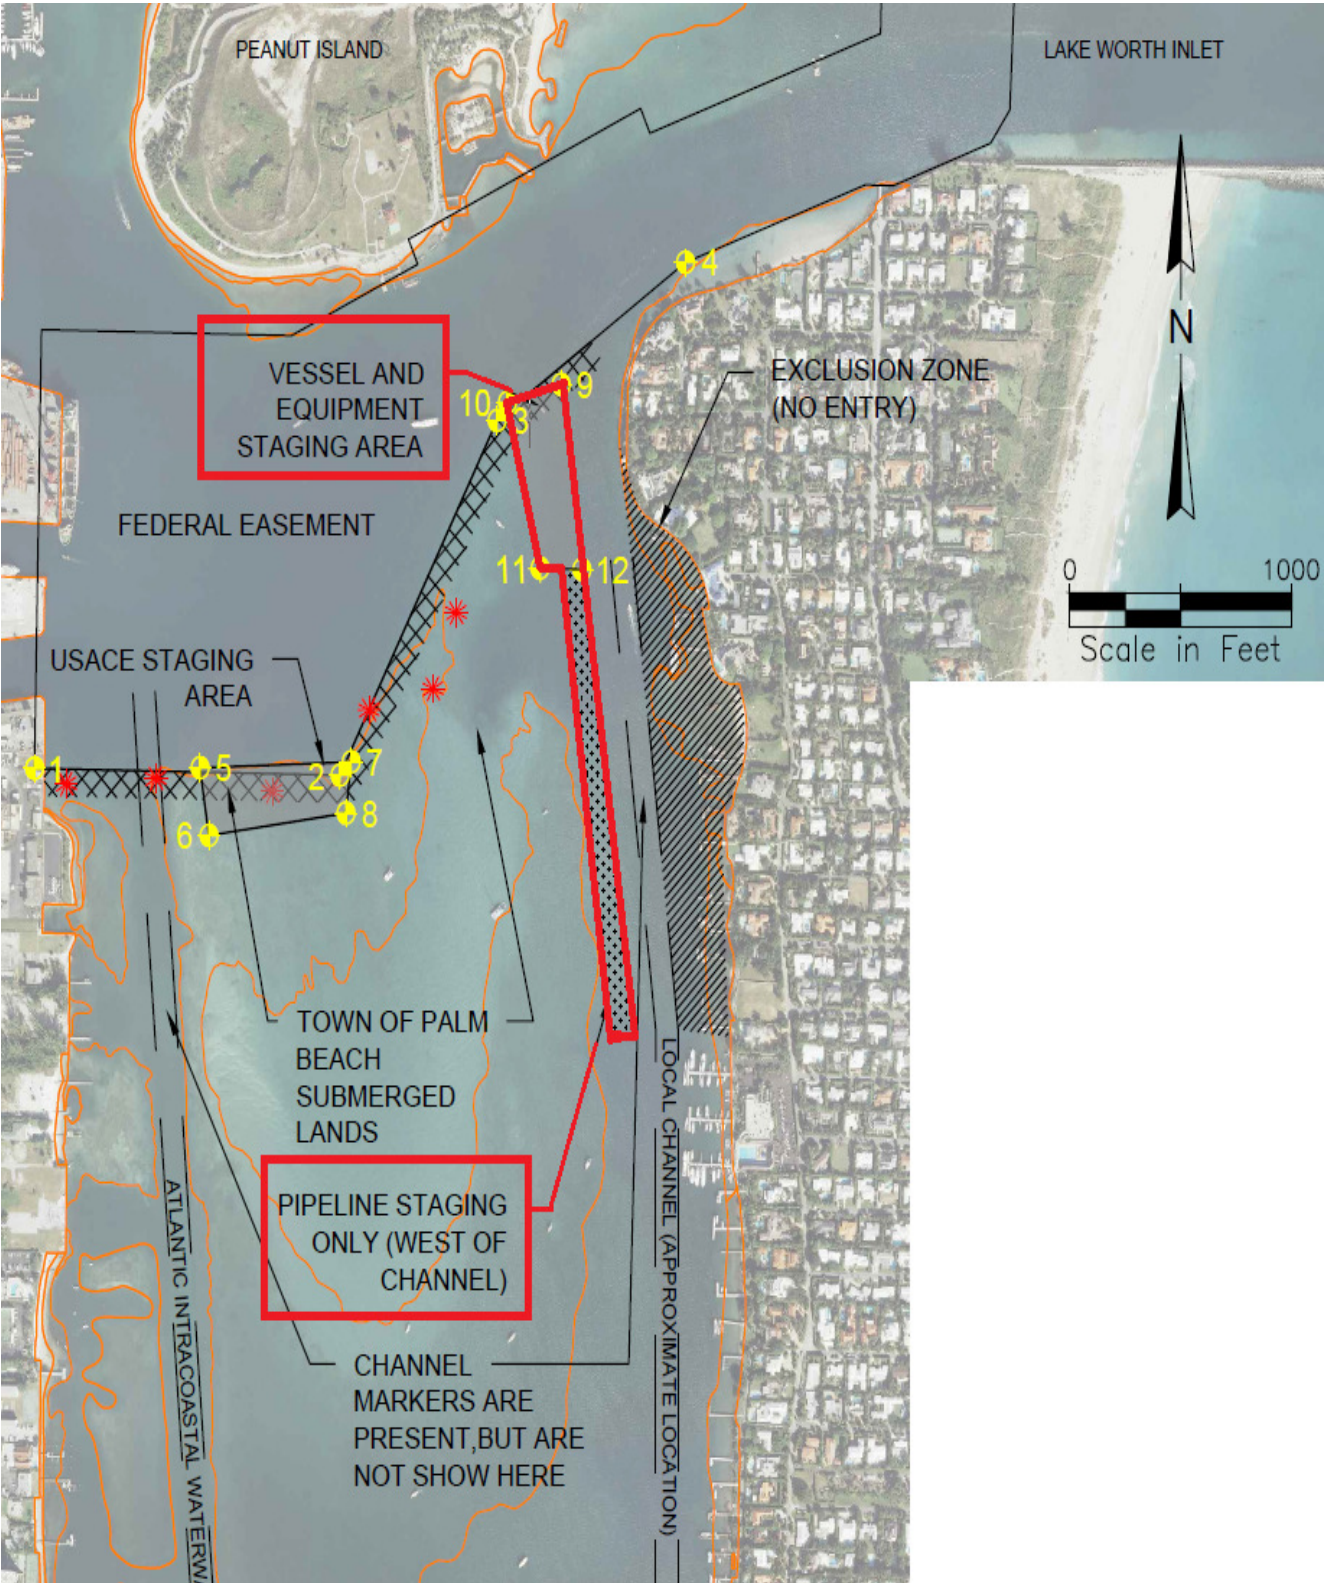 PEANUT ISLAND
LAKE WORTH INLET
4
N
VESSEL AND
EQUIPMENT
STAGING AREA
10
3
9
EXCLUSION ZONE
(NO ENTRY)
FEDERAL EASEMENT
11
12
0
1000
Scale in Feet
USACE STAGING
AREA
1
5
2
7
6
8
TOWN OF PALM
BEACH
SUBMERGED
LANDS
PIPELINE STAGING
ONLY (WEST OF
CHANNEL)
CHANNEL
MARKERS ARE
PRESENT,BUT ARE
NOT SHOW HERE
LOCAL CHANNEL (APPROXIMATE LOCATION)
ATLANTIC INTRACOASTAL